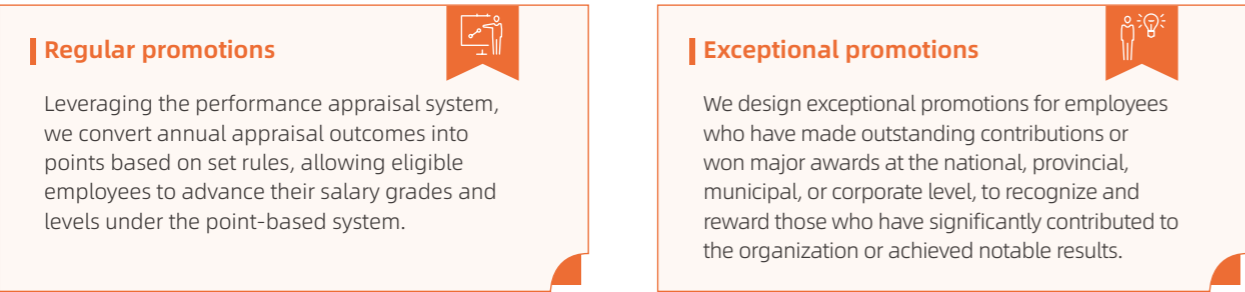 Regular promotions
Leveraging the performance appraisal system,
we convert annual appraisal outcomes into
points based on set rules, allowing eligible
employees to advance their salary grades and
levels under the point-based system.
Exceptional promotions
We design exceptional promotions for employees
who have made outstanding contributions or
won major awards at the national, provincial,
municipal, or corporate level, to recognize and
reward those who have significantly contributed to
the organization or achieved notable results.